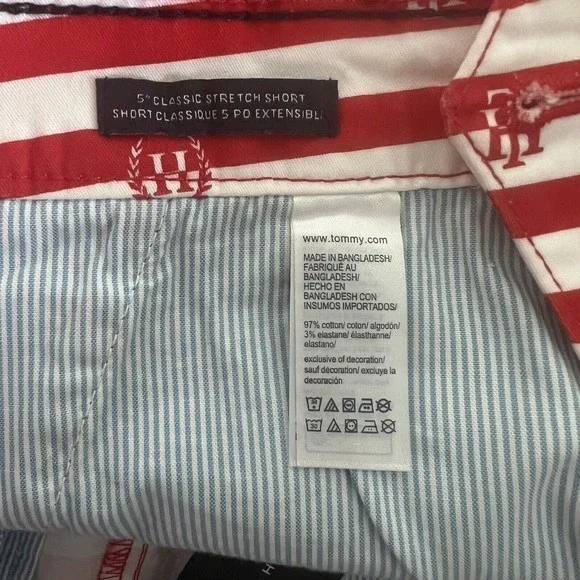 5" CLASSIC STRETCH SHORT
SHORT CLASSIQUE 5 PO EXTENSIBLE
H
www.tommy.com
MADE IN BANGLADESH/
FABRIQUÉ AU
BANGLADESH/
HECHO EN
BANGLADESH CON
INSUMOS IMPORTADOS/
97% cotton/ coton/ algodón/
3% elastane/ élasthanne/
elastano/
exclusive of decoration/
sauf décoration/ excluye la
decoración
30
H